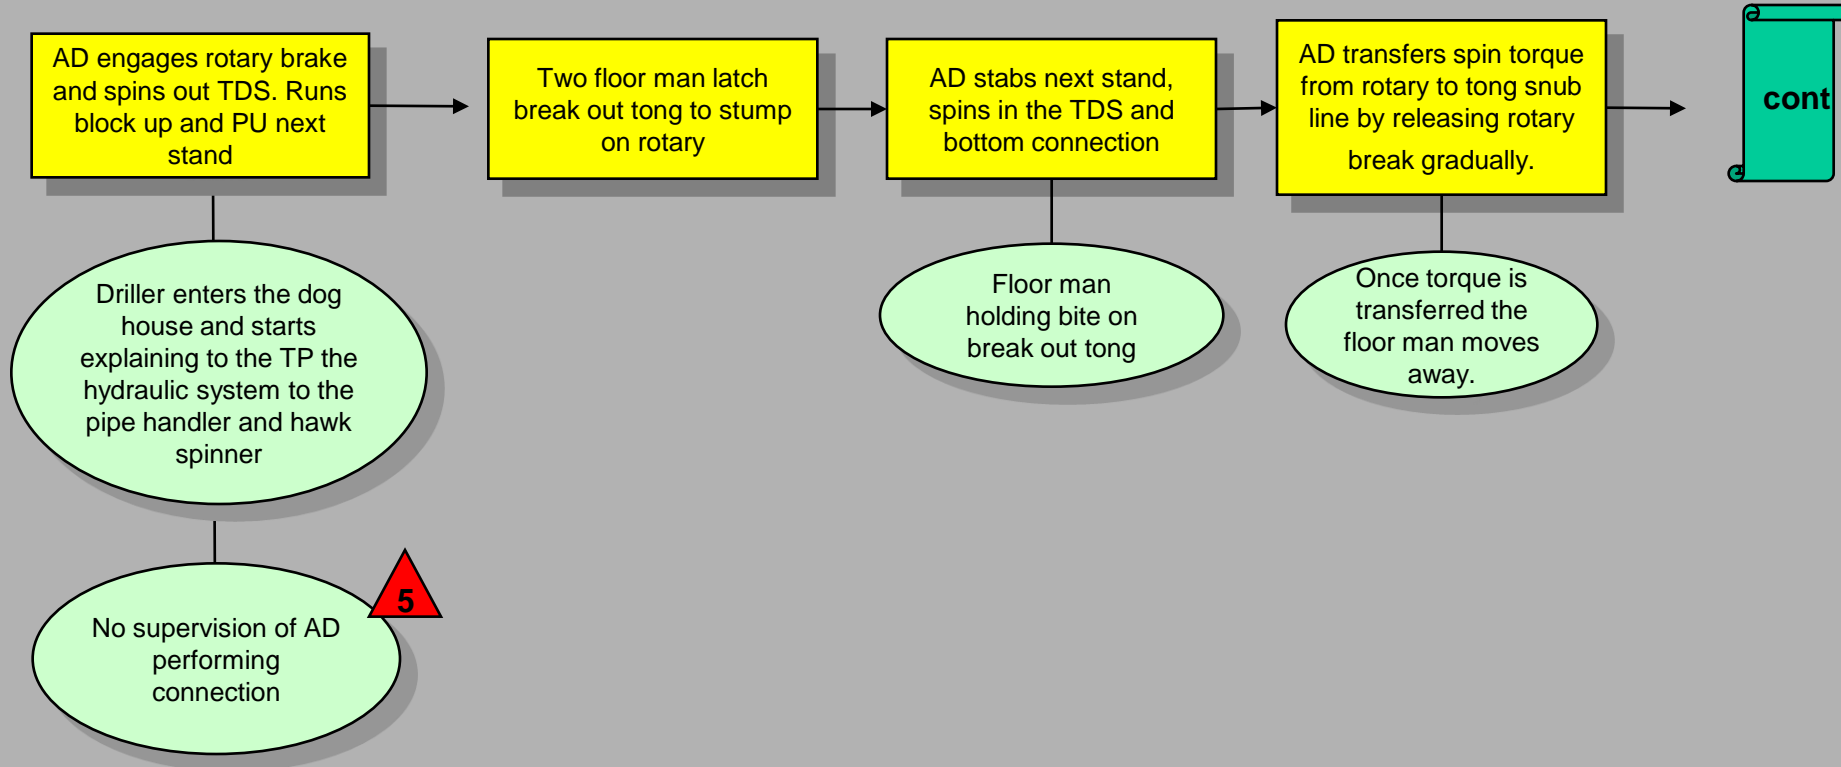 AD engages rotary brake
and spins out TDS. Runs
block up and PU next
stand
Two floor man latch
break out tong to stump
on rotary
AD stabs next stand,
spins in the TDS and
bottom connection
AD transfers spin torque
from rotary to tong snub
line by releasing rotary
break gradually.
cont
Driller enters the dog
house and starts
explaining to the TP the
hydraulic system to the
pipe handler and hawk
spinner
Floor man
holding bite on
break out tong
Once torque is
transferred the
floor man moves
away.
5
No supervision of AD
performing
connection